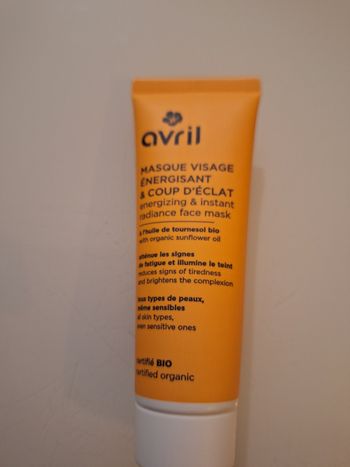 avril
MASQUE VISAGE
ÉNERGISANT
& COUP D'ÉCLAT
energizing & instant
radiance face mask
à l'huile de tournesol bio
with organic sunflower oil
atténue les signes
de fatigue et illumine le teint
reduces signs of tiredness
and brightens the complexion
tous types de peaux,
même sensibles
all skin types,
even sensitive ones
certifié BIO
certified organic